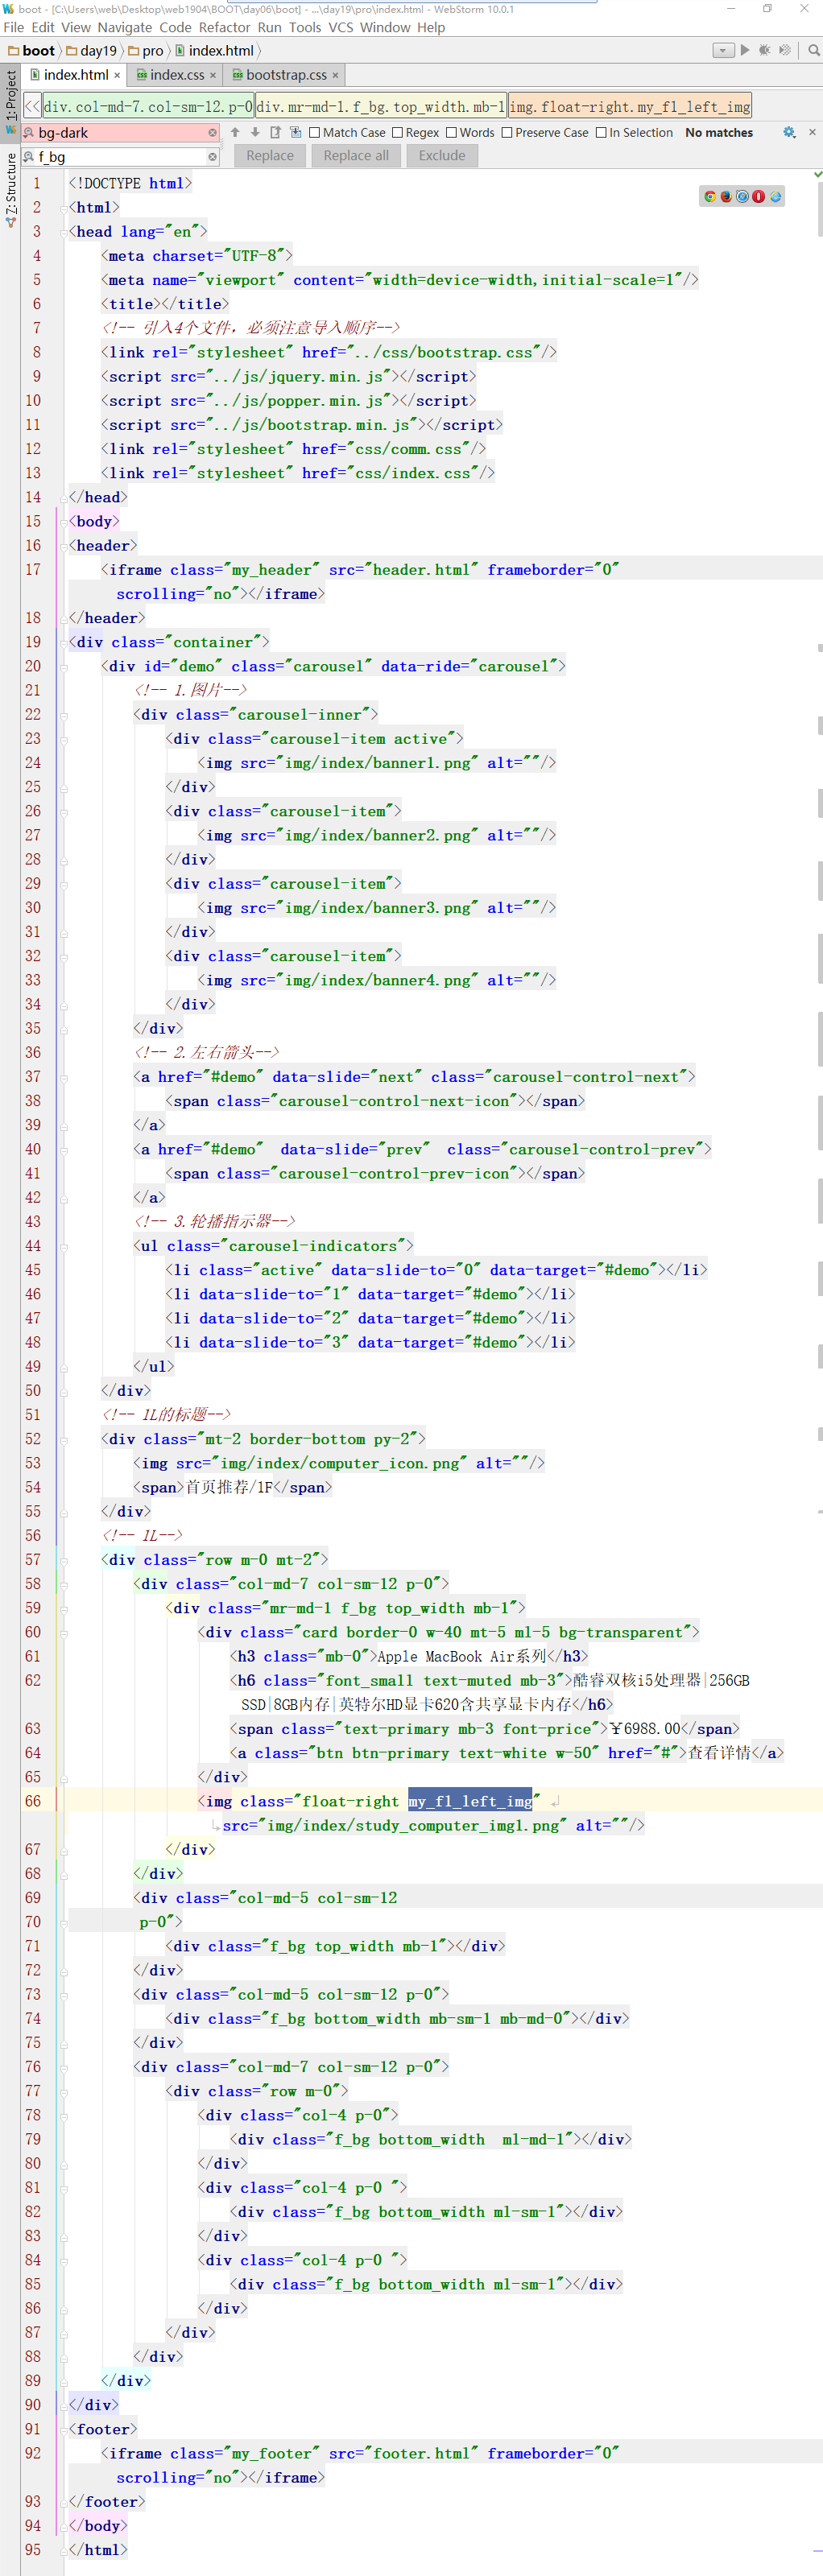 boot - [C:\Users\web\Desktop\web1904\BOOT\day06\boot] - ...\day19\pro\index.html - WebStorm 10.0.1
File Edit View Navigate Code Refactor Run Tools VCS Window Help
boot day19 pro index.html
1: Project
Z: Structure
index.html × index.css × bootstrap.css ×
<< div.col-md-7.col-sm-12.p-0 div.mr-md-1.f_bg.top_width.mb-1 img.float-right.my_f1_left_img
bg-dark Match Case Regex Words Preserve Case In Selection No matches
f_bg Replace Replace all Exclude
1 <!DOCTYPE html>
2 <html>
3 <head lang="en">
4 <meta charset="UTF-8">
5 <meta name="viewport" content="width=device-width,initial-scale=1"/>
6 <title></title>
7 <!-- 引入4个文件，必须注意导入顺序-->
8 <link rel="stylesheet" href="../css/bootstrap.css"/>
9 <script src="../js/jquery.min.js"></script>
10 <script src="../js/popper.min.js"></script>
11 <script src="../js/bootstrap.min.js"></script>
12 <link rel="stylesheet" href="css/comm.css"/>
13 <link rel="stylesheet" href="css/index.css"/>
14 </head>
15 <body>
16 <header>
17 <iframe class="my_header" src="header.html" frameborder="0"
scrolling="no"></iframe>
18 </header>
19 <div class="container">
20 <div id="demo" class="carousel" data-ride="carousel">
21 <!-- 1.图片-->
22 <div class="carousel-inner">
23 <div class="carousel-item active">
24 <img src="img/index/banner1.png" alt=""/>
25 </div>
26 <div class="carousel-item">
27 <img src="img/index/banner2.png" alt=""/>
28 </div>
29 <div class="carousel-item">
30 <img src="img/index/banner3.png" alt=""/>
31 </div>
32 <div class="carousel-item">
33 <img src="img/index/banner4.png" alt=""/>
34 </div>
35 </div>
36 <!-- 2.左右箭头-->
37 <a href="#demo" data-slide="next" class="carousel-control-next">
38 <span class="carousel-control-next-icon"></span>
39 </a>
40 <a href="#demo"  data-slide="prev"  class="carousel-control-prev">
41 <span class="carousel-control-prev-icon"></span>
42 </a>
43 <!-- 3.轮播指示器-->
44 <ul class="carousel-indicators">
45 <li class="active" data-slide-to="0" data-target="#demo"></li>
46 <li data-slide-to="1" data-target="#demo"></li>
47 <li data-slide-to="2" data-target="#demo"></li>
48 <li data-slide-to="3" data-target="#demo"></li>
49 </ul>
50 </div>
51 <!-- 1L的标题-->
52 <div class="mt-2 border-bottom py-2">
53 <img src="img/index/computer_icon.png" alt=""/>
54 <span>首页推荐/1F</span>
55 </div>
56 <!-- 1L-->
57 <div class="row m-0 mt-2">
58 <div class="col-md-7 col-sm-12 p-0">
59 <div class="mr-md-1 f_bg top_width mb-1">
60 <div class="card border-0 w-40 mt-5 ml-5 bg-transparent">
61 <h3 class="mb-0">Apple MacBook Air系列</h3>
62 <h6 class="font_small text-muted mb-3">酷睿双核i5处理器|256GB
SSD|8GB内存|英特尔HD显卡620含共享显卡内存</h6>
63 <span class="text-primary mb-3 font-price">￥6988.00</span>
64 <a class="btn btn-primary text-white w-50" href="#">查看详情</a>
65 </div>
66 <img class="float-right my_f1_left_img"
src="img/index/study_computer_img1.png" alt=""/>
67 </div>
68 </div>
69 <div class="col-md-5 col-sm-12
70 p-0">
71 <div class="f_bg top_width mb-1"></div>
72 </div>
73 <div class="col-md-5 col-sm-12 p-0">
74 <div class="f_bg bottom_width mb-sm-1 mb-md-0"></div>
75 </div>
76 <div class="col-md-7 col-sm-12 p-0">
77 <div class="row m-0">
78 <div class="col-4 p-0">
79 <div class="f_bg bottom_width  ml-md-1"></div>
80 </div>
81 <div class="col-4 p-0 ">
82 <div class="f_bg bottom_width ml-sm-1"></div>
83 </div>
84 <div class="col-4 p-0 ">
85 <div class="f_bg bottom_width ml-sm-1"></div>
86 </div>
87 </div>
88 </div>
89 </div>
90 </div>
91 <footer>
92 <iframe class="my_footer" src="footer.html" frameborder="0"
scrolling="no"></iframe>
93 </footer>
94 </body>
95 </html>